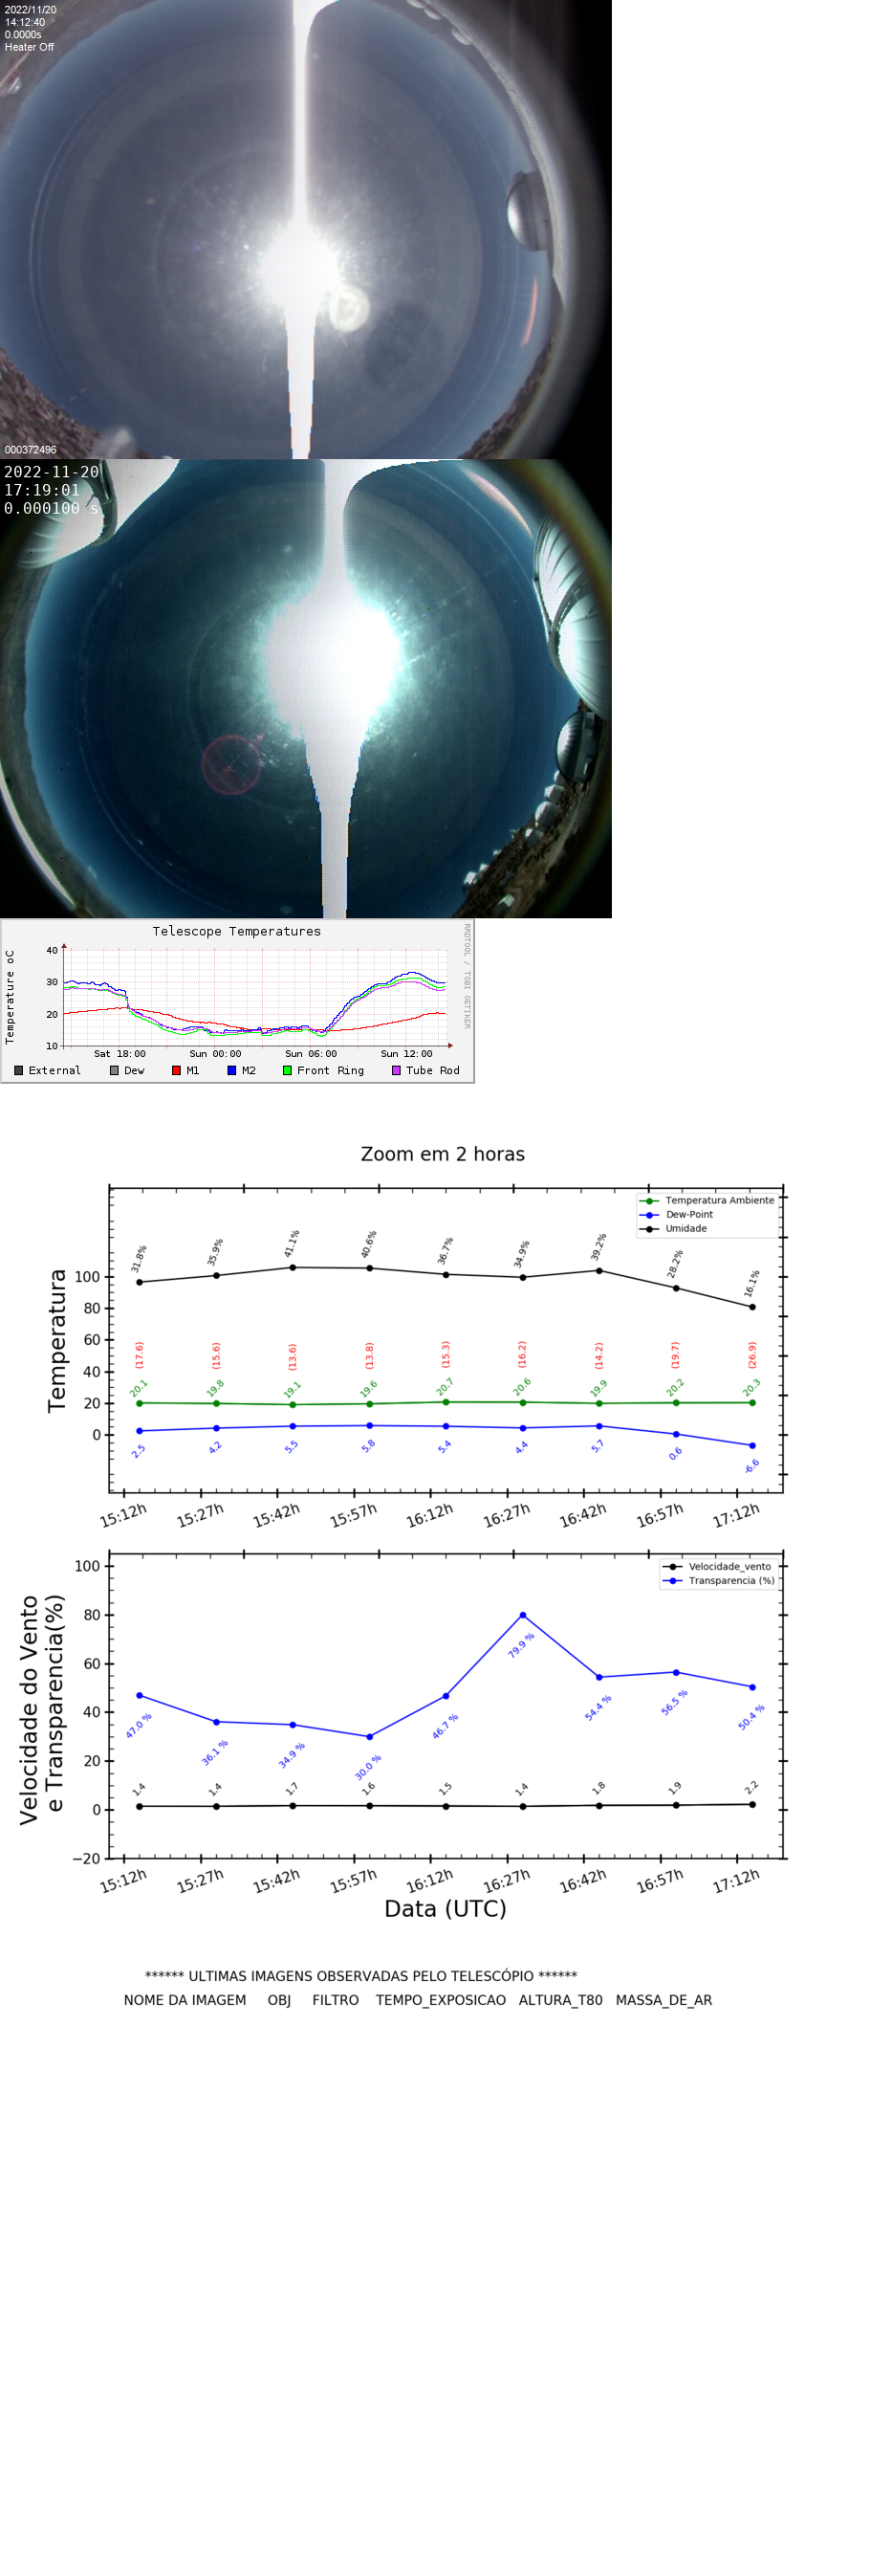 2022/11/20
14:12:40
0.0000s
Heater Off
000372496
2022-11-20
17:19:01
0.000100 s
Telescope Temperatures
RRDTOOL / TOBI OETIKER
Temperature oC
40
30
20
10
Sat 18:00 Sun 00:00 Sun 06:00 Sun 12:00
External Dew M1 M2 Front Ring Tube Rod
Zoom em 2 horas
Temperatura Ambiente
Dew-Point
Umidade
Temperatura
100
80
60
40
20
0
31.8% 35.9% 41.1% 40.6% 36.7% 34.9% 39.2% 28.2% 16.1%
(17.6) (15.6) (13.6) (13.8) (15.3) (16.2) (14.2) (19.7) (26.9)
20.1 19.8 19.1 19.6 20.7 20.6 19.9 20.2 20.3
2.5 4.2 5.5 5.8 5.4 4.4 5.7 0.6 -6.6
15:12h 15:27h 15:42h 15:57h 16:12h 16:27h 16:42h 16:57h 17:12h
Velocidade_vento
Transparencia (%)
Velocidade do Vento
e Transparencia(%)
100
80
60
40
20
0
−20
47.0 % 36.1 % 34.9 % 30.0 % 46.7 % 79.9 % 54.4 % 56.5 % 50.4 %
1.4 1.4 1.7 1.6 1.5 1.4 1.8 1.9 2.2
15:12h 15:27h 15:42h 15:57h 16:12h 16:27h 16:42h 16:57h 17:12h
Data (UTC)
****** ULTIMAS IMAGENS OBSERVADAS PELO TELESCÓPIO ******
NOME DA IMAGEM OBJ FILTRO TEMPO_EXPOSICAO ALTURA_T80 MASSA_DE_AR